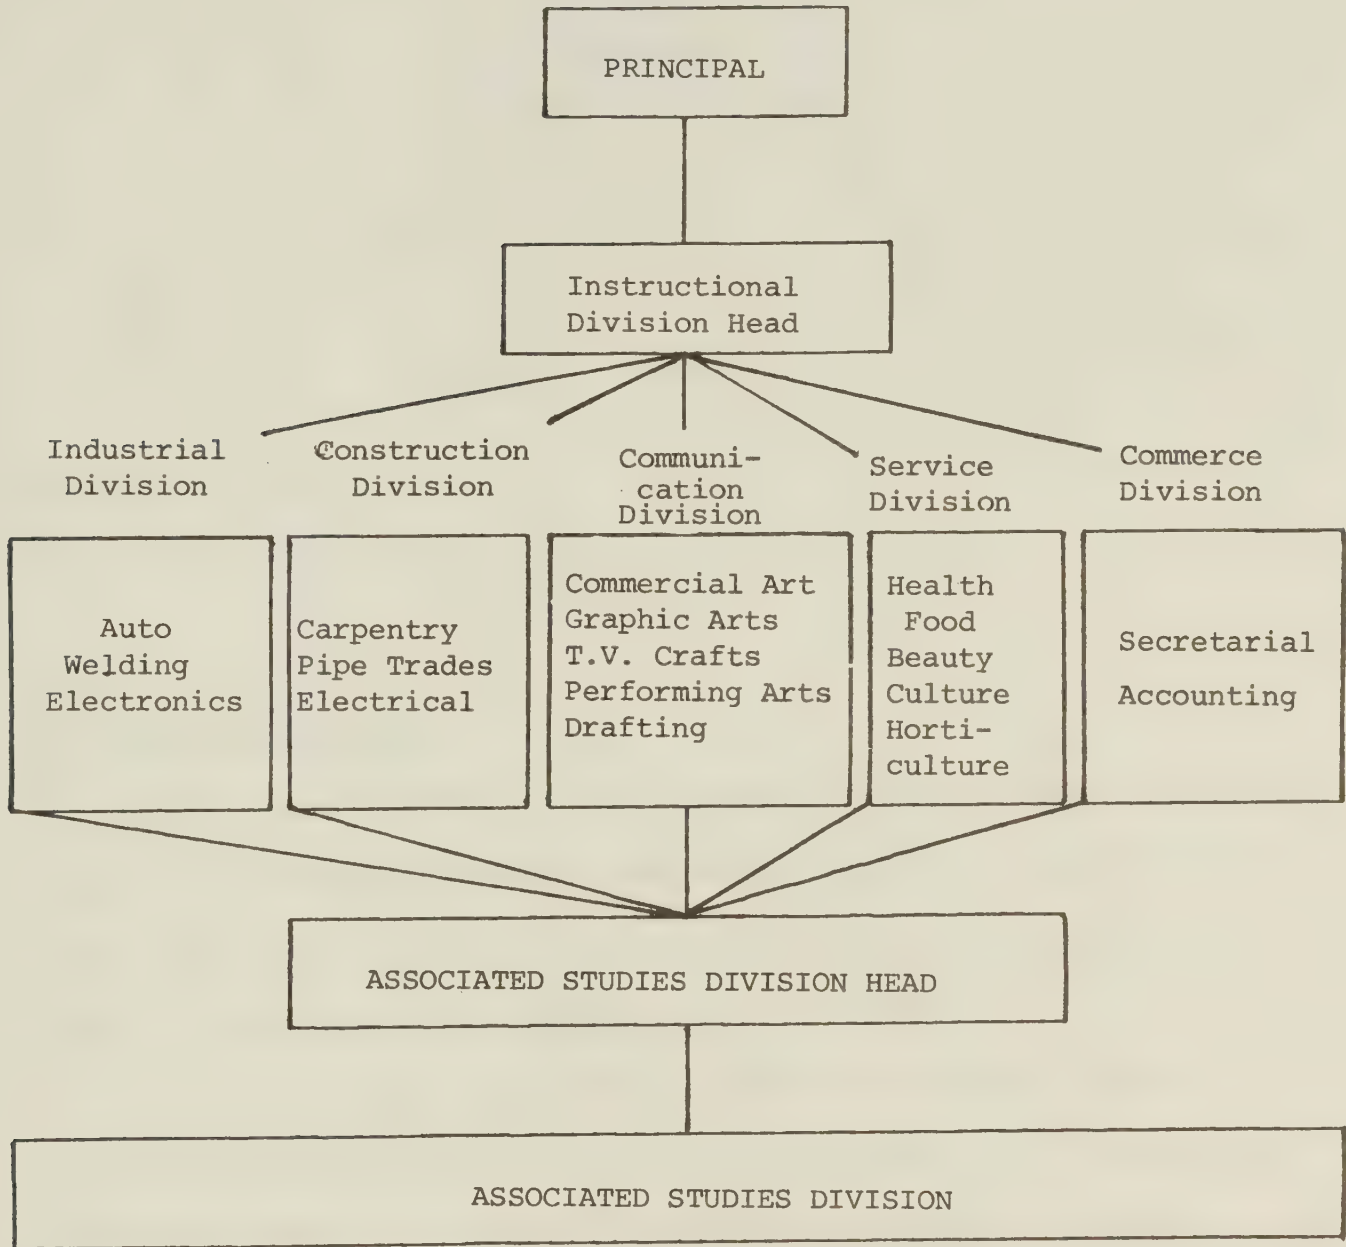 PRINCIPAL
Instructional
Division Head
Industrial
Division
Construction
Division
Communi-
cation
Division
Service
Division
Commerce
Division
Auto
Welding
Electronics
Carpentry
Pipe Trades
Electrical
Commercial Art
Graphic Arts
T.V. Crafts
Performing Arts
Drafting
Health
Food
Beauty
Culture
Horti-
culture
Secretarial
Accounting
ASSOCIATED STUDIES DIVISION HEAD
ASSOCIATED STUDIES DIVISION